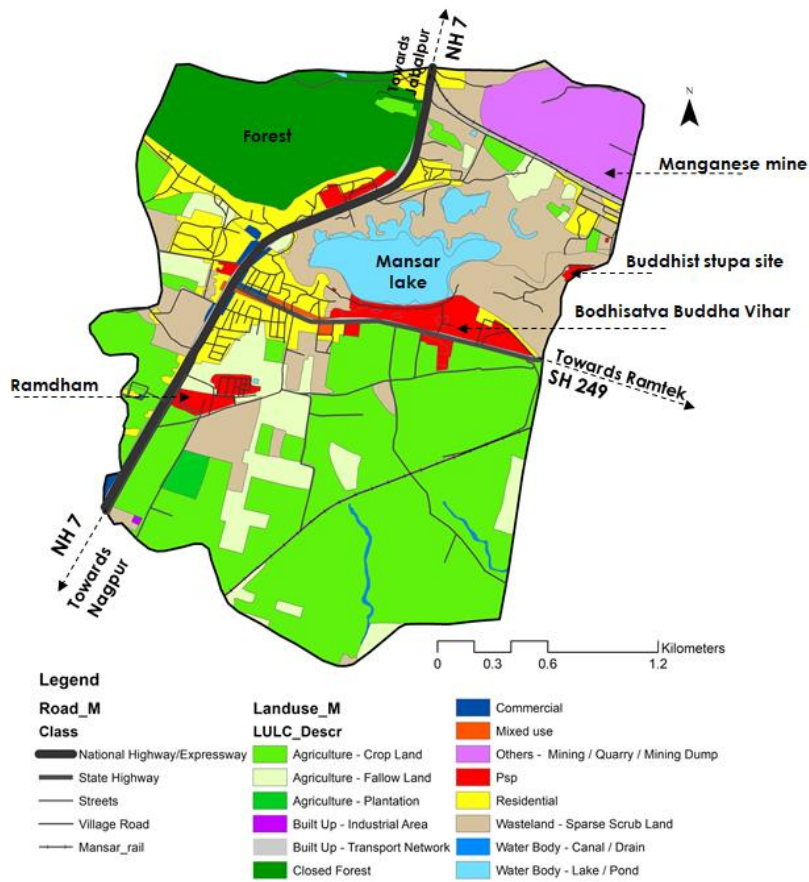 NH 7
Towards
Jabalpur
N
Forest
Manganese mine
Mansar
lake
Buddhist stupa site
Bodhisatva Buddha Vihar
Towards Ramtek
SH 249
Ramdham
NH 7
Towards
Nagpur
Kilometers
0 0.3 0.6 1.2
Legend
Road_M
Class
National Highway/Expressway
State Highway
Streets
Village Road
Mansar_rail
Landuse_M
LULC_Descr
Agriculture - Crop Land
Agriculture - Fallow Land
Agriculture - Plantation
Built Up - Industrial Area
Built Up - Transport Network
Closed Forest
Commercial
Mixed use
Others - Mining / Quarry / Mining Dump
Psp
Residential
Wasteland - Sparse Scrub Land
Water Body - Canal / Drain
Water Body - Lake / Pond